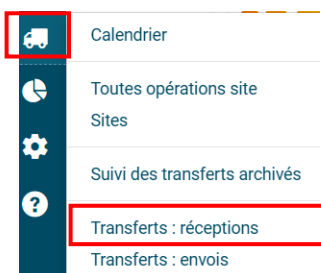 Calendrier
Toutes opérations site
Sites
Suivi des transferts archivés
Transferts : réceptions
Transferts : envois